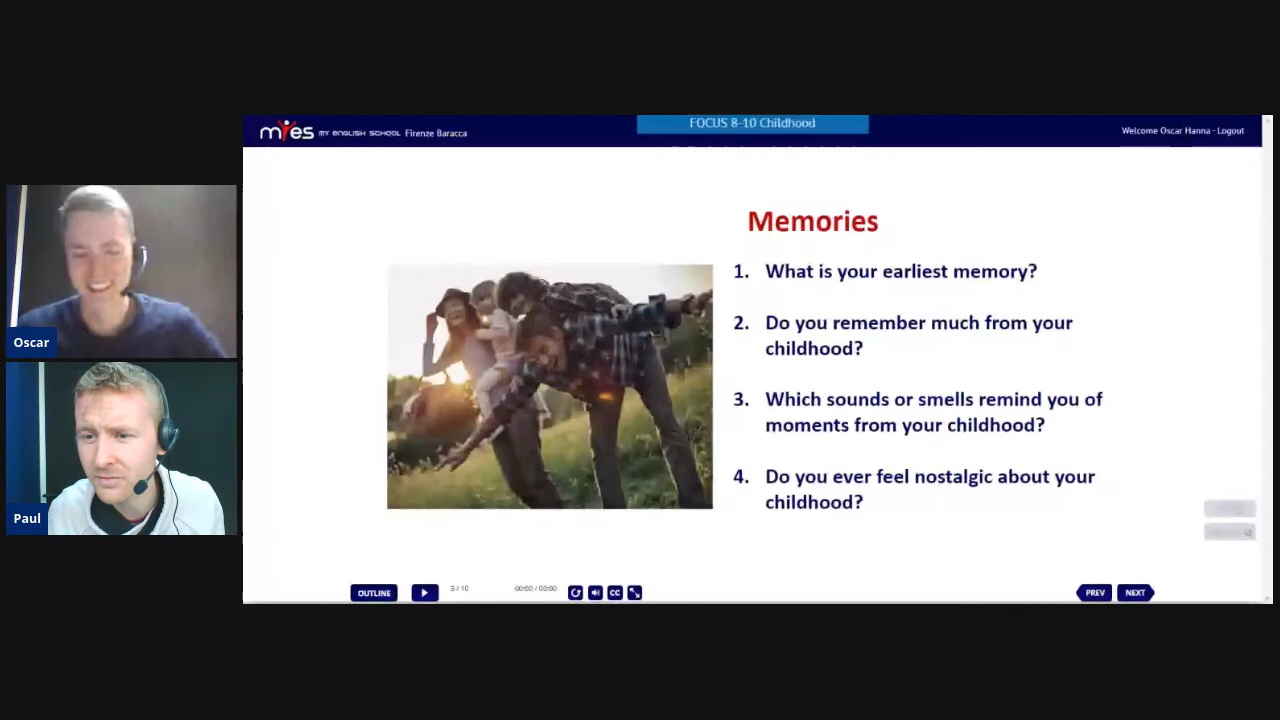 myes MY ENGLISH SCHOOL Firenze Baracca
FOCUS 8-10 Childhood
Welcome Oscar Hanna · Logout
Memories
1. What is your earliest memory?
2. Do you remember much from your
childhood?
3. Which sounds or smells remind you of
moments from your childhood?
4. Do you ever feel nostalgic about your
childhood?
Oscar
Paul
OUTLINE
3 / 10
00:00 / 00:00
CC
PREV
NEXT